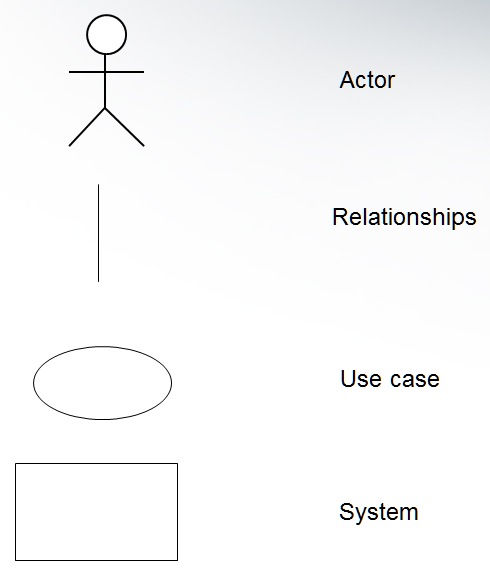 Actor
Relationships
Use case
System